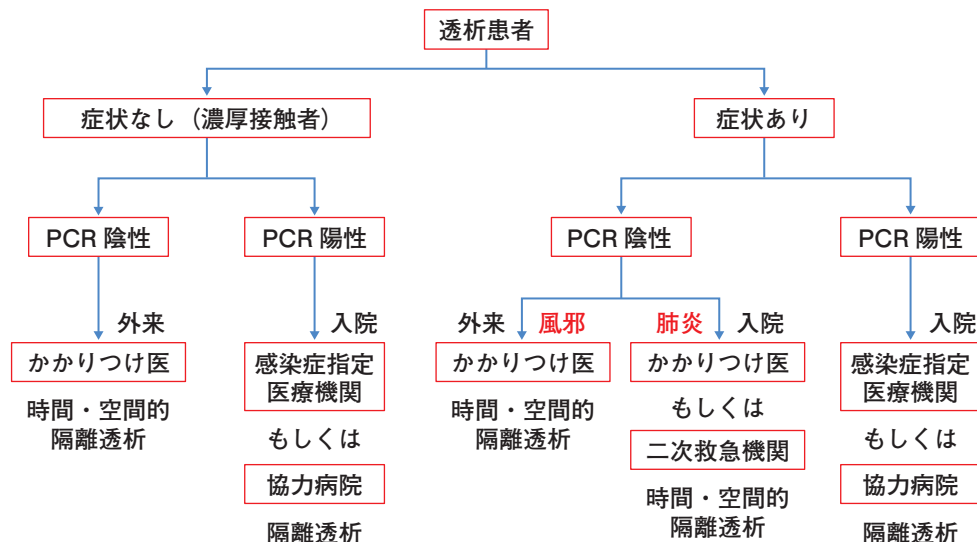 透析患者
症状なし（濃厚接触者）
症状あり
PCR 陰性
PCR 陽性
PCR 陰性
PCR 陽性
外来
かかりつけ医
時間・空間的
隔離透析
入院
感染症指定
医療機関
もしくは
協力病院
隔離透析
外来 風邪
かかりつけ医
時間・空間的
隔離透析
肺炎 入院
かかりつけ医
もしくは
二次救急機関
時間・空間的
隔離透析
入院
感染症指定
医療機関
もしくは
協力病院
隔離透析